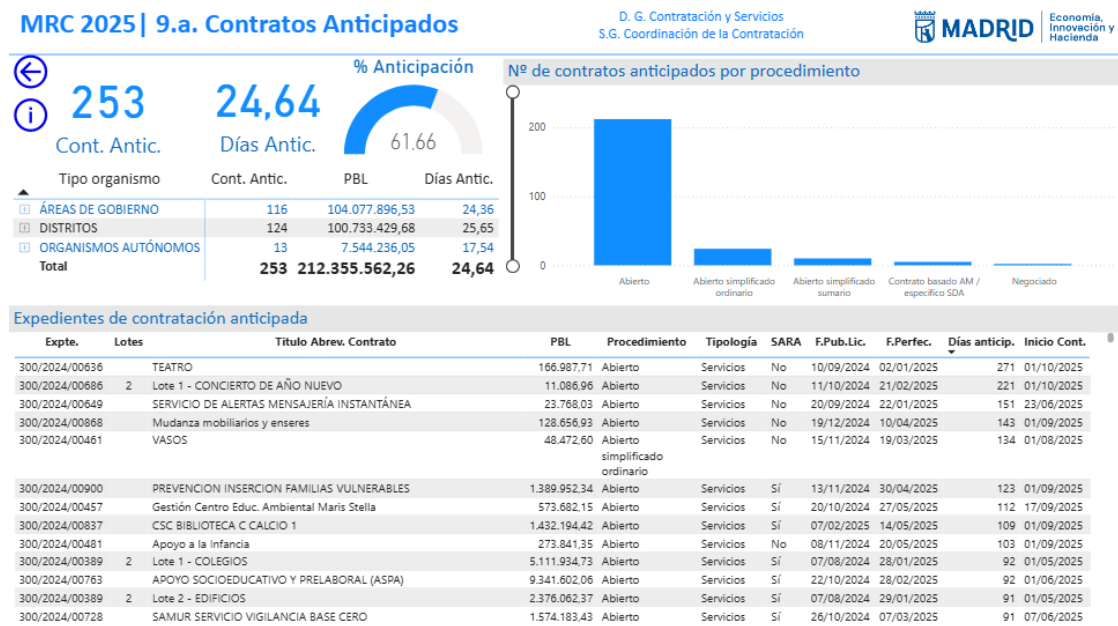 MRC 2025| 9.a. Contratos Anticipados
D. G. Contratación y Servicios
S.G. Coordinación de la Contratación
MADRID
Economía,
Innovación y
Hacienda
253
Cont. Antic.
24,64
Días Antic.
% Anticipación
61.66
Tipo organismo Cont. Antic. PBL Días Antic.
ÁREAS DE GOBIERNO 116 104.077.896,53 24,36
DISTRITOS 124 100.733.429,68 25,65
ORGANISMOS AUTÓNOMOS 13 7.544.236,05 17,54
Total 253 212.355.562,26 24,64
Nº de contratos anticipados por procedimiento
200
100
0
Abierto
Abierto simplificado
ordinario
Abierto simplificado
sumario
Contrato basado AM /
específico SDA
Negociado
Expedientes de contratación anticipada
Expte. Lotes Titulo Abrev. Contrato PBL Procedimiento Tipología SARA F.Pub.Lic. F.Perfec. Días anticip. Inicio Cont.
300/2024/00636 TEATRO 166.987,71 Abierto Servicios No 10/09/2024 02/01/2025 271 01/10/2025
300/2024/00686 2 Lote 1 - CONCIERTO DE AÑO NUEVO 11.086,96 Abierto Servicios No 11/10/2024 21/02/2025 221 01/10/2025
300/2024/00649 SERVICIO DE ALERTAS MENSAJERÍA INSTANTÁNEA 23.768,03 Abierto Servicios No 20/09/2024 22/01/2025 151 23/06/2025
300/2024/00868 Mudanza mobiliarios y enseres 128.656,93 Abierto Servicios No 19/12/2024 10/04/2025 143 01/09/2025
300/2024/00461 VASOS 48.472,60 Abierto Servicios No 15/11/2024 19/03/2025 134 01/08/2025
simplificado
ordinario
300/2024/00900 PREVENCION INSERCION FAMILIAS VULNERABLES 1.389.952,34 Abierto Servicios Sí 13/11/2024 30/04/2025 123 01/09/2025
300/2024/00457 Gestión Centro Educ. Ambiental Maris Stella 573.682,15 Abierto Servicios Sí 20/10/2024 27/05/2025 112 17/09/2025
300/2024/00837 CSC BIBLIOTECA C CALCIO 1 1.432.194,42 Abierto Servicios Sí 07/02/2025 14/05/2025 109 01/09/2025
300/2024/00481 Apoyo a la Infancia 273.841,35 Abierto Servicios No 08/11/2024 20/05/2025 103 01/09/2025
300/2024/00389 2 Lote 1 - COLEGIOS 5.111.934,73 Abierto Servicios Sí 07/08/2024 28/01/2025 92 01/05/2025
300/2024/00763 APOYO SOCIOEDUCATIVO Y PRELABORAL (ASPA) 9.341.602,06 Abierto Servicios Sí 22/10/2024 28/02/2025 92 01/06/2025
300/2024/00389 2 Lote 2 - EDIFICIOS 2.376.062,37 Abierto Servicios Sí 07/08/2024 29/01/2025 91 01/05/2025
300/2024/00728 SAMUR SERVICIO VIGILANCIA BASE CERO 1.574.183,43 Abierto Servicios Sí 26/10/2024 07/03/2025 91 07/06/2025